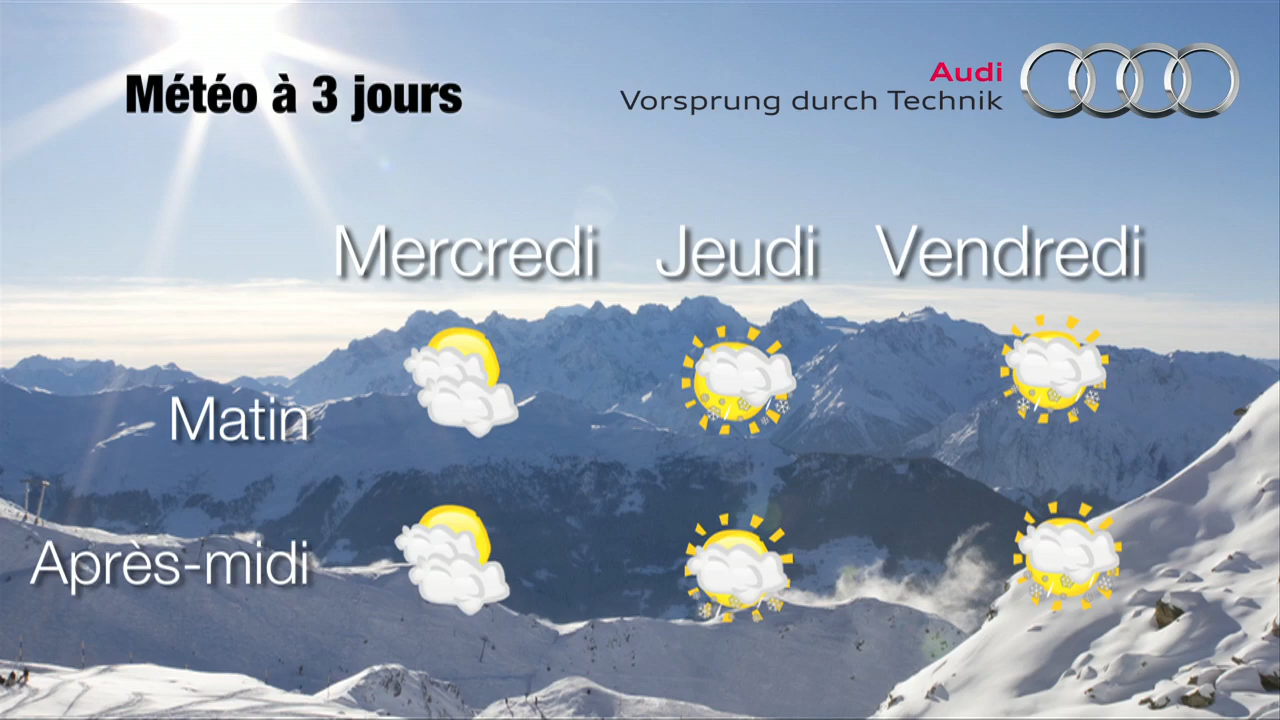 Météo à 3 jours
Audi
Vorsprung durch Technik
Mercredi Jeudi Vendredi
Matin
Après-midi